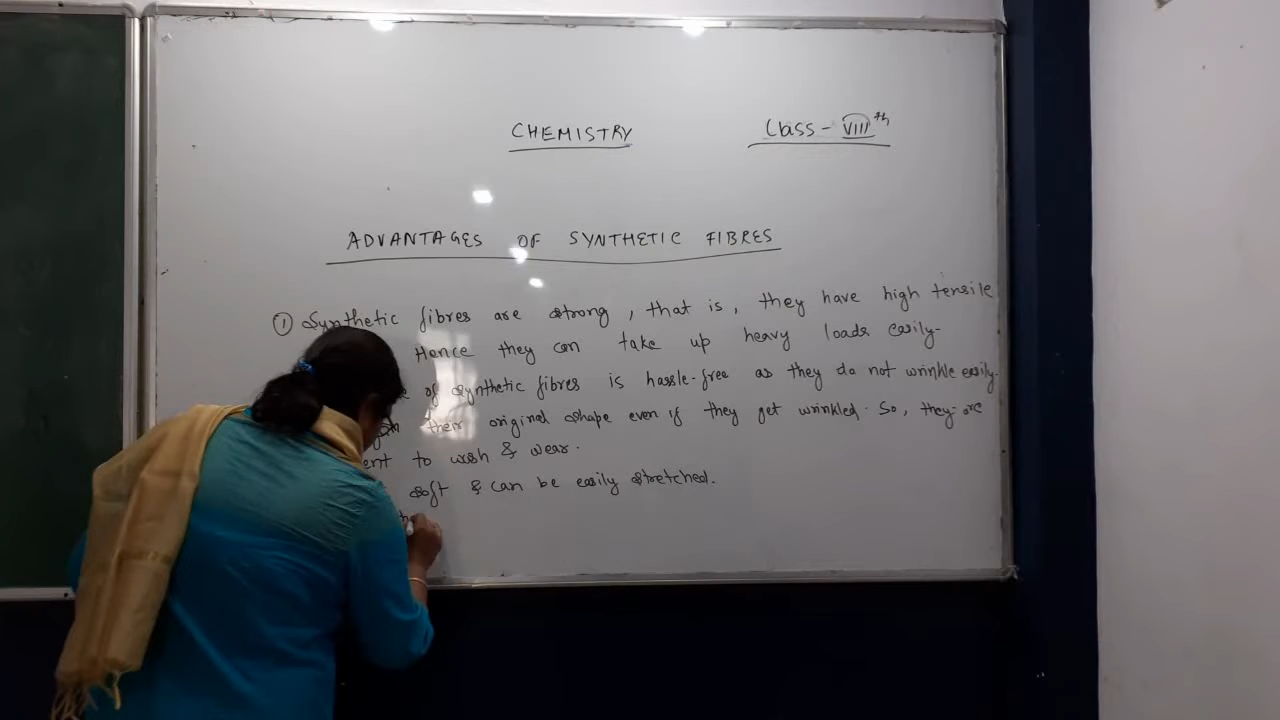 CHEMISTRY
Class - VIIIth
ADVANTAGES OF SYNTHETIC FIBRES
① Synthetic fibres are strong, that is, they have high tensile
Hence they can take up heavy loads easily.
of synthetic fibres is hassle-free as they do not wrinkle easily.
their original shape even if they get wrinkled. So, they are
ent to wash & wear.
soft & can be easily stretched.